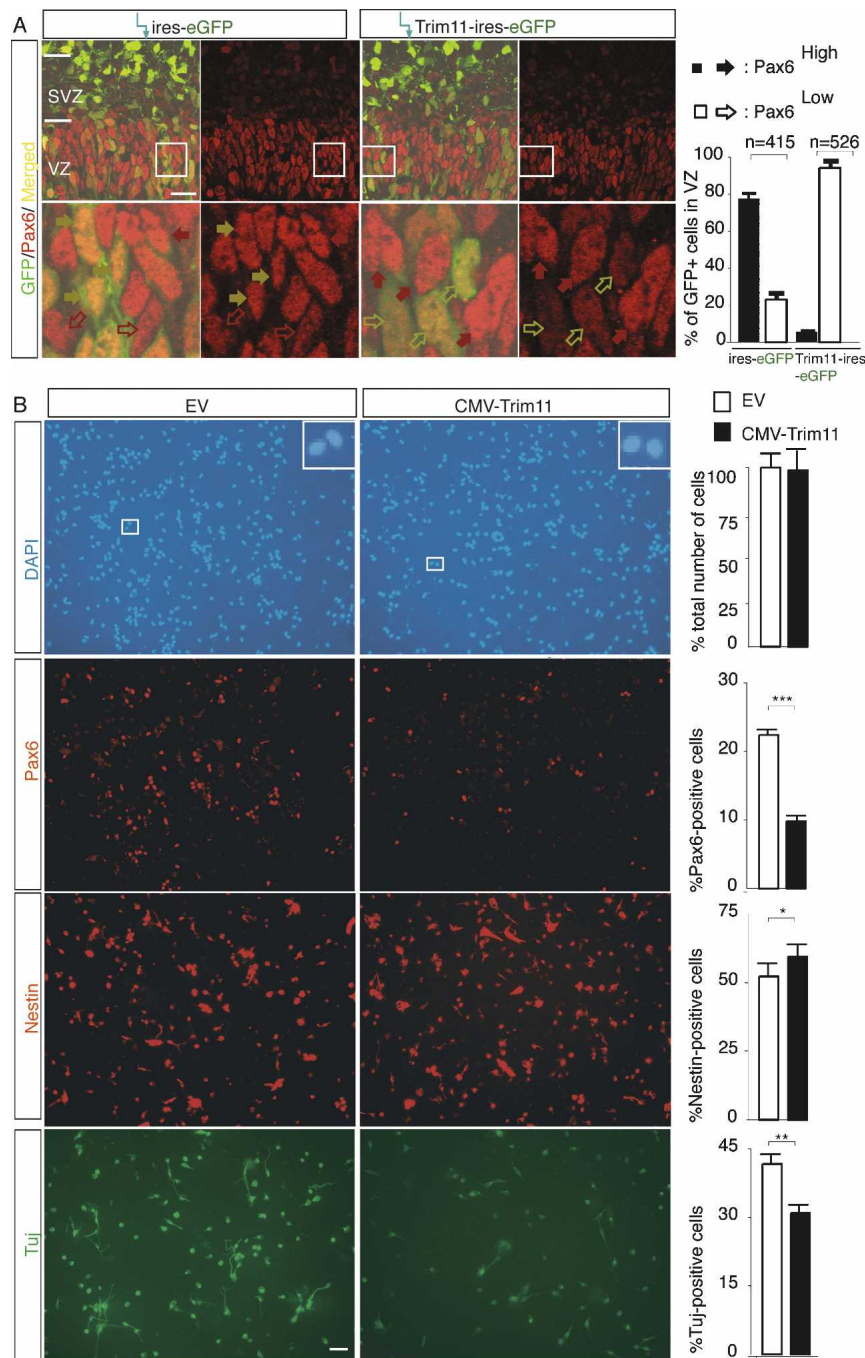 A
ires-eGFP
Trim11-ires-eGFP
GFP/Pax6/ Merged
SVZ
VZ
: Pax6 High
: Pax6 Low
n=415
n=526
% of GFP+ cells in VZ
100
80
60
40
20
0
ires-eGFP
Trim11-ires
-eGFP
B
EV
CMV-Trim11
EV
CMV-Trim11
DAPI
% total number of cells
100
75
50
25
0
Pax6
%Pax6-positive cells
30
20
10
0
***
Nestin
%Nestin-positive cells
75
50
25
0
*
Tuj
%Tuj-positive cells
45
30
15
0
**